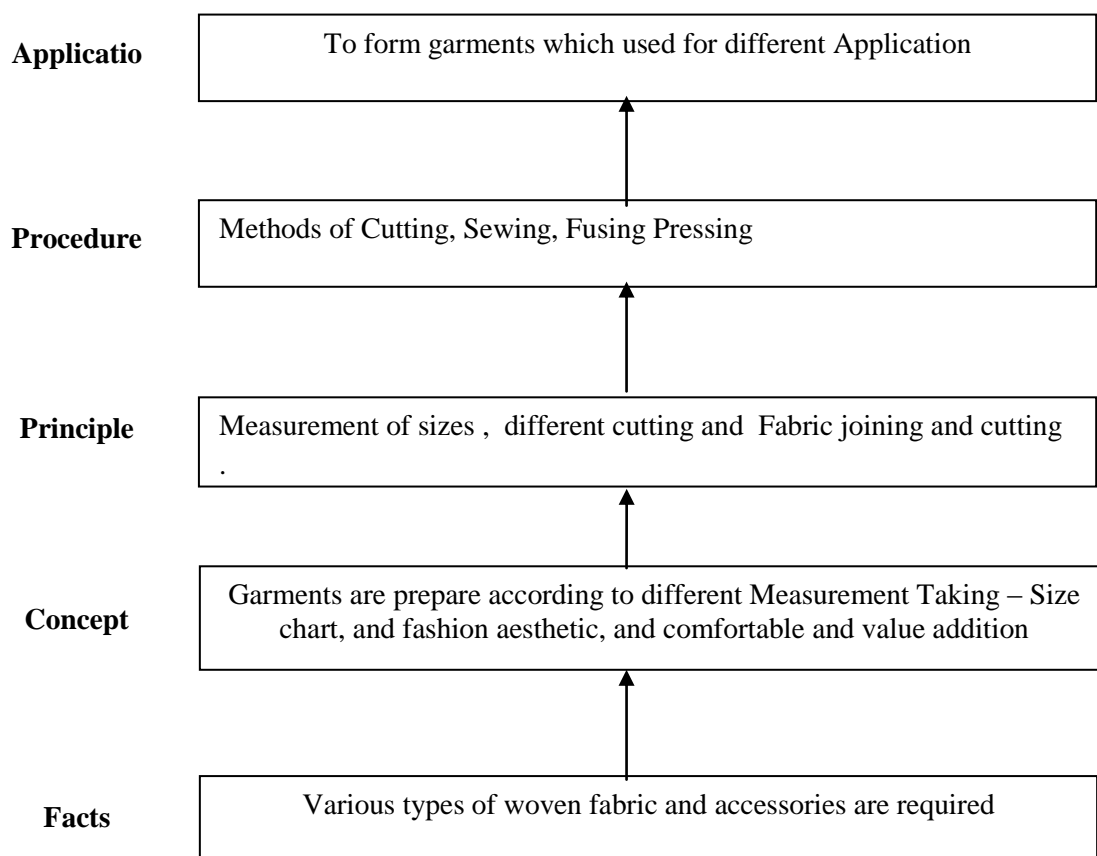 Applicatio
To form garments which used for different Application
Procedure
Methods of Cutting, Sewing, Fusing Pressing
Principle
Measurement of sizes , different cutting and Fabric joining and cutting
.
Concept
Garments are prepare according to different Measurement Taking – Size
chart, and fashion aesthetic, and comfortable and value addition
Facts
Various types of woven fabric and accessories are required